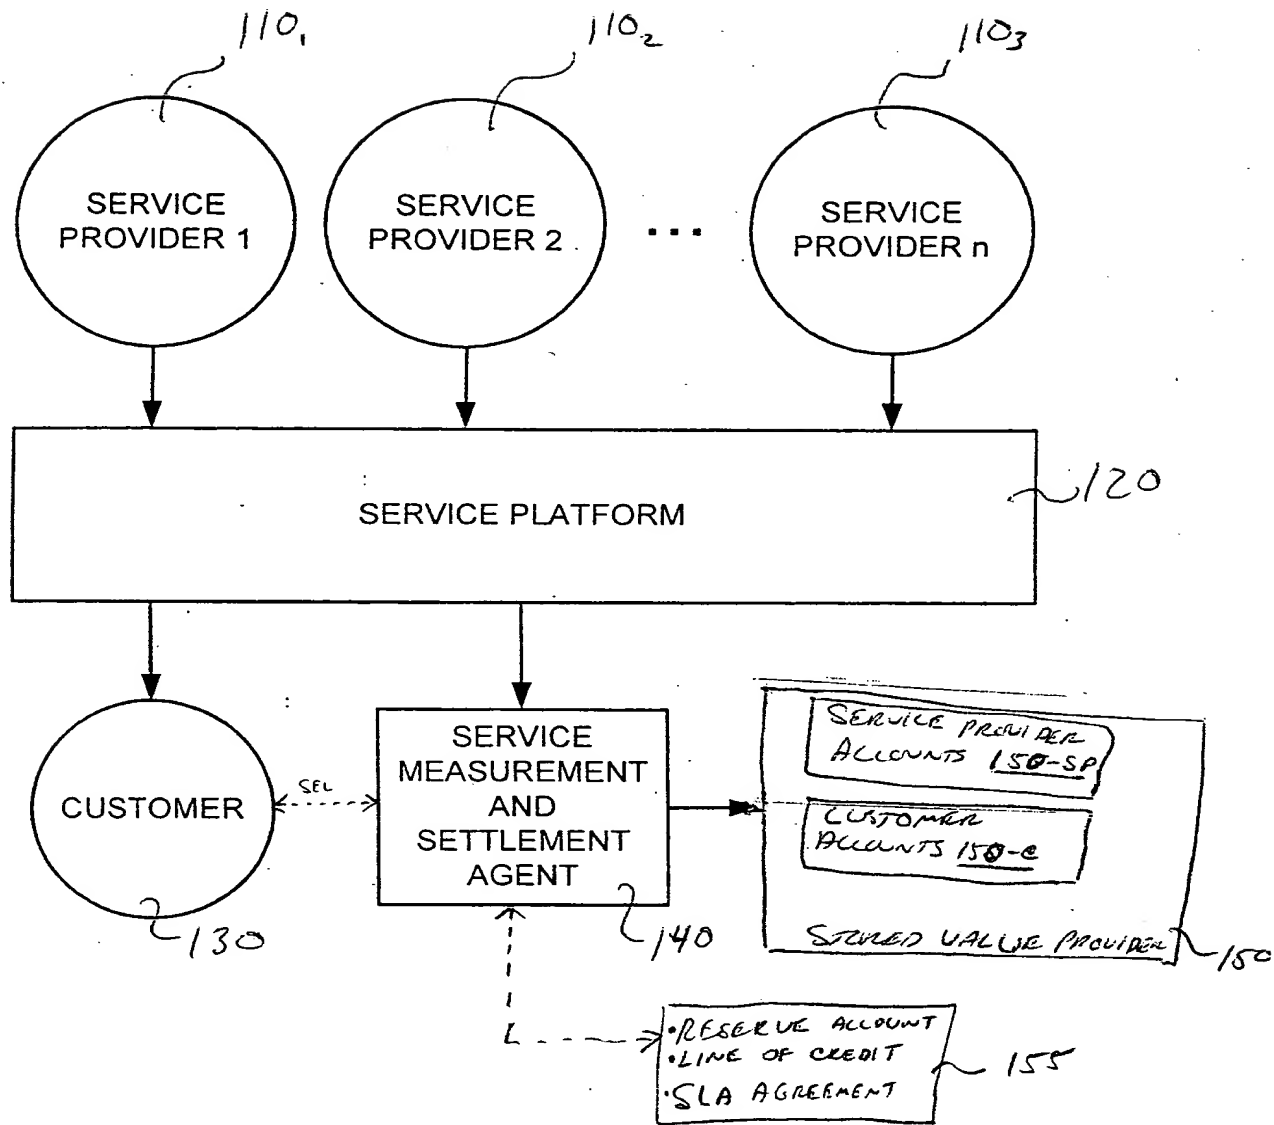 110₁
110₂
110₃
SERVICE
PROVIDER 1
SERVICE
PROVIDER 2
...
SERVICE
PROVIDER n
120
SERVICE PLATFORM
CUSTOMER
SEL
SERVICE
MEASUREMENT
AND
SETTLEMENT
AGENT
SERVICE PROVIDER
ACCOUNTS 150-SP
CUSTOMER
ACCOUNTS 150-C
STORED VALUE PROVIDER
130
140
150
• RESERVE ACCOUNT
• LINE OF CREDIT
• SLA AGREEMENT
155